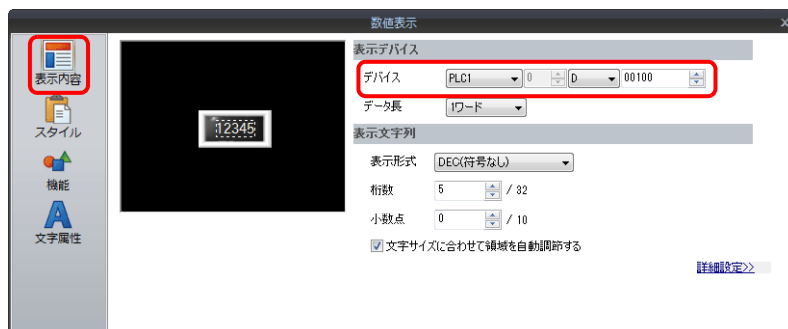 数値表示
x
表示内容
スタイル
機能
A
文字属性
12345
表示デバイス
デバイス PLC1 0 D 00100
データ長 1ワード
表示文字列
表示形式 DEC(符号なし)
桁数 5 / 32
小数点 0 / 10
文字サイズに合わせて領域を自動調節する
詳細設定>>